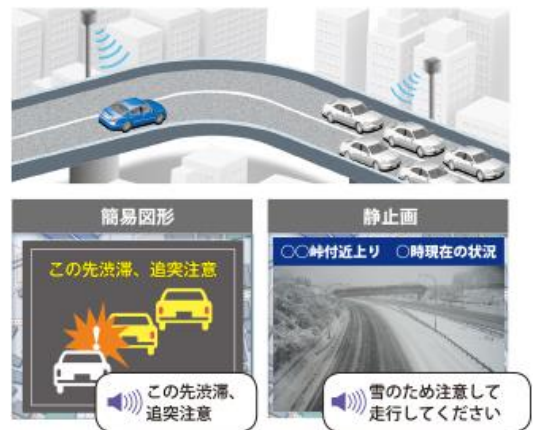 簡易図形
この先渋滞、追突注意
この先渋滞、
追突注意
静止画
○○峠付近上り ○時現在の状況
雪のため注意して
走行してください